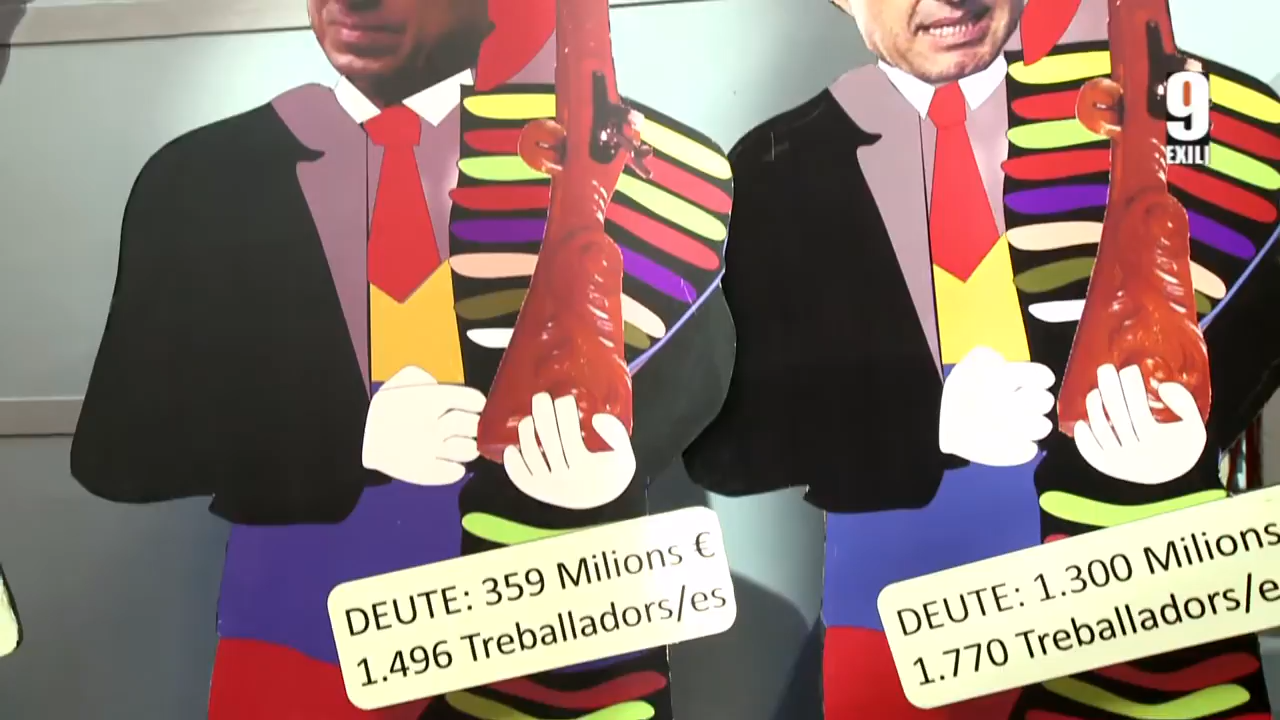 9
EXILI
DEUTE: 359 Milions €
1.496 Treballadors/es
DEUTE: 1.300 Milions
1.770 Treballadors/e